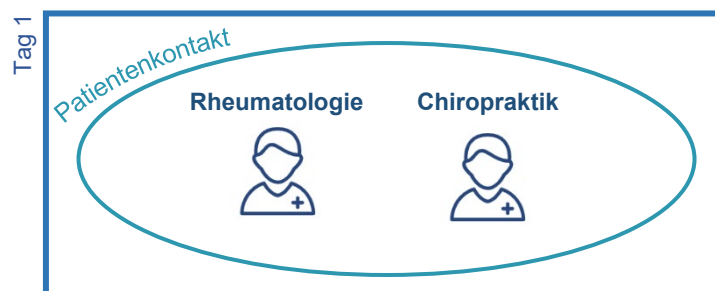 Tag 1
Patientenkontakt
Rheumatologie
Chiropraktik